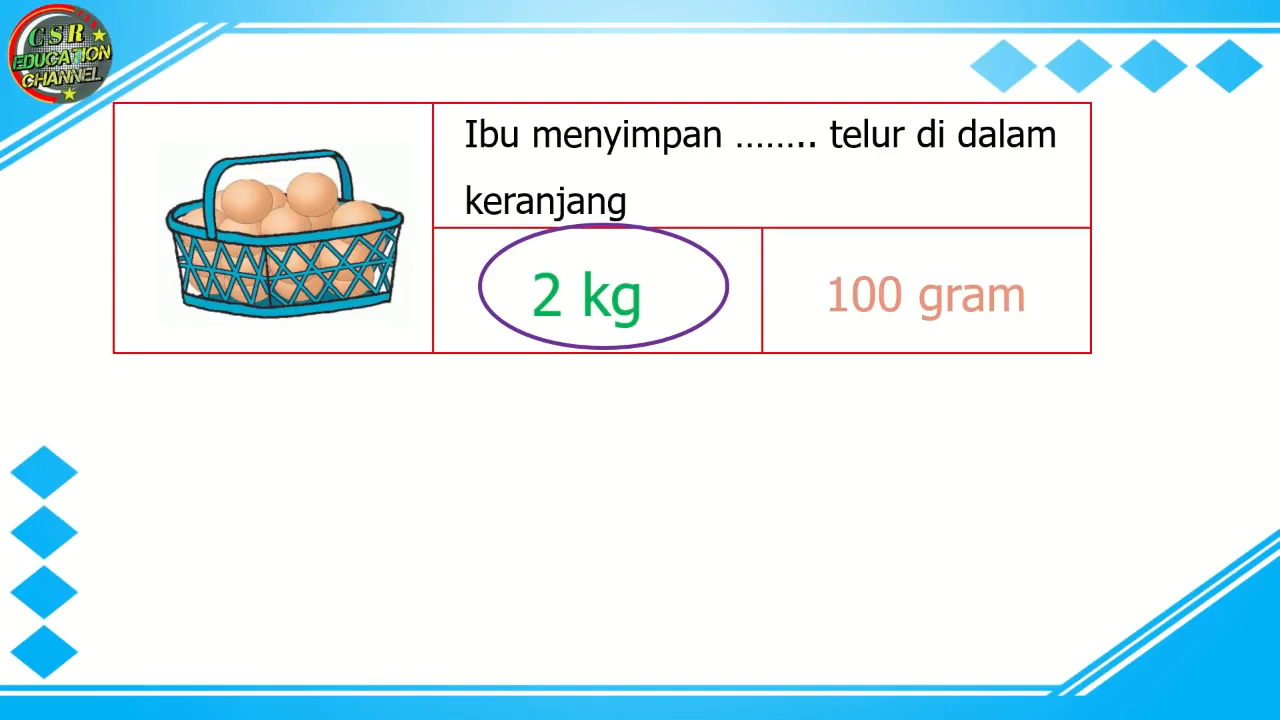 CSR
EDUCATION
CHANNEL
Ibu menyimpan …….. telur di dalam
keranjang
2 kg
100 gram